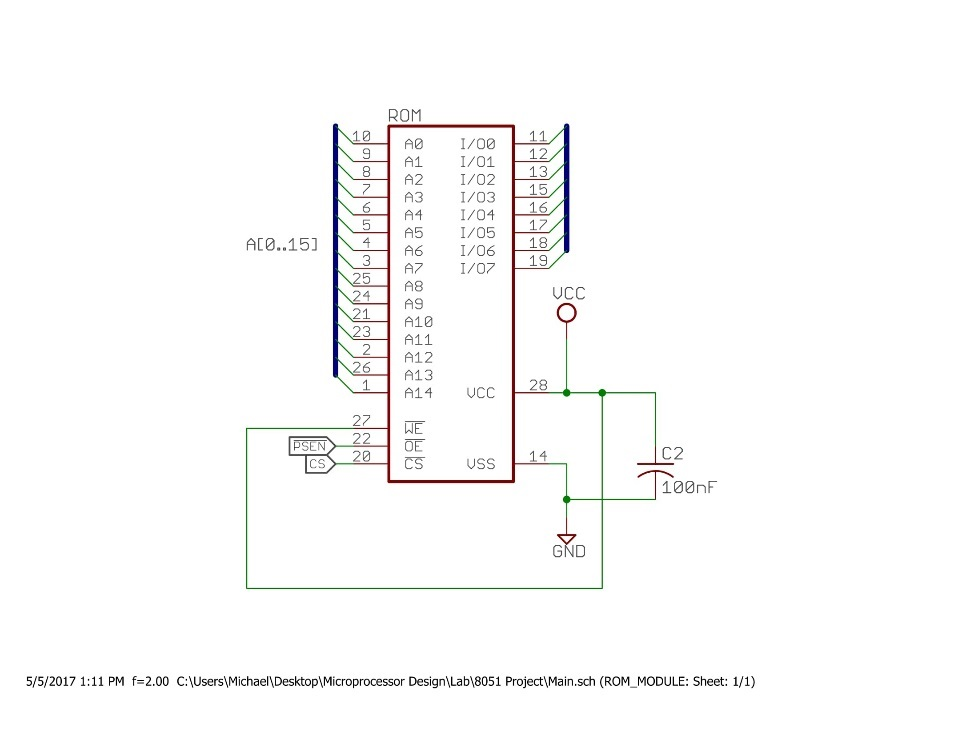 ROM
10 A0 I/O0 11
9 A1 I/O1 12
8 A2 I/O2 13
7 A3 I/O3 15
6 A4 I/O4 16
5 A5 I/O5 17
A[0..15] 4 A6 I/O6 18
3 A7 I/O7 19
25 A8
24 A9
VCC
21 A10
23 A11
2 A12
26 A13
1 A14 VCC 28
27 WE
PSEN 22 OE
CS 20 CS VSS 14
C2
100nF
GND
5/5/2017 1:11 PM f=2.00 C:\Users\Michael\Desktop\Microprocessor Design\Lab\8051 Project\Main.sch (ROM_MODULE: Sheet: 1/1)